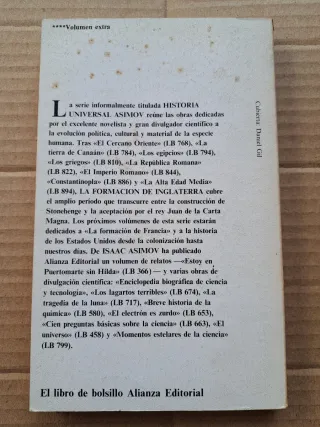 ****Volumen extra
La serie informalmente titulada HISTORIA
UNIVERSAL ASIMOV reúne las obras dedicadas
por el excelente novelista y gran divulgador científico a
la evolución política, cultural y material de la especie
humana. Tras «El Cercano Oriente» (LB 768), «La
tierra de Canaán» (LB 784), «Los egipcios» (LB 794),
«Los griegos» (LB 810), «La República Romana»
(LB 822), «El Imperio Romano» (LB 844),
«Constantinopla» (LB 886) y «La Alta Edad Media»
(LB 894), LA FORMACION DE INGLATERRA cubre
el amplio periodo que transcurre entre la construcción de
Stonehenge y la aceptación por el rey Juan de la Carta
Magna. Los próximos volúmenes de esta serie estarán
dedicados a «La formación de Francia» y a la historia
de los Estados Unidos desde la colonización hasta
nuestros días. De ISAAC ASIMOV ha publicado
Alianza Editorial un volumen de relatos —«Estoy en
Puertomarte sin Hilda» (LB 366)— y varias obras de
divulgación científica: «Enciclopedia biográfica de ciencia
y tecnología», «Los lagartos terribles» (LB 674), «La
tragedia de la luna» (LB 717), «Breve historia de la
química» (LB 580), «El electrón es zurdo» (LB 653),
«Cien preguntas básicas sobre la ciencia» (LB 663), «El
universo» (LB 458) y «Momentos estelares de la ciencia»
(LB 799).
El libro de bolsillo Alianza Editorial
Cubierta: Daniel Gil